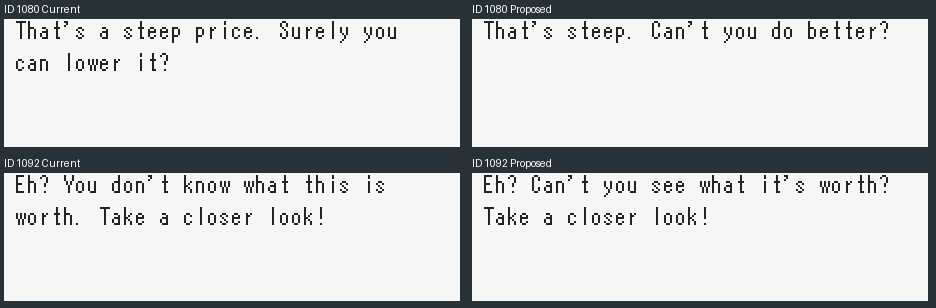 ID 1080 Current
That's a steep price. Surely you
can lower it?
ID 1080 Proposed
That's steep. Can't you do better?
ID 1092 Current
Eh? You don't know what this is
worth. Take a closer look!
ID 1092 Proposed
Eh? Can't you see what it's worth?
Take a closer look!